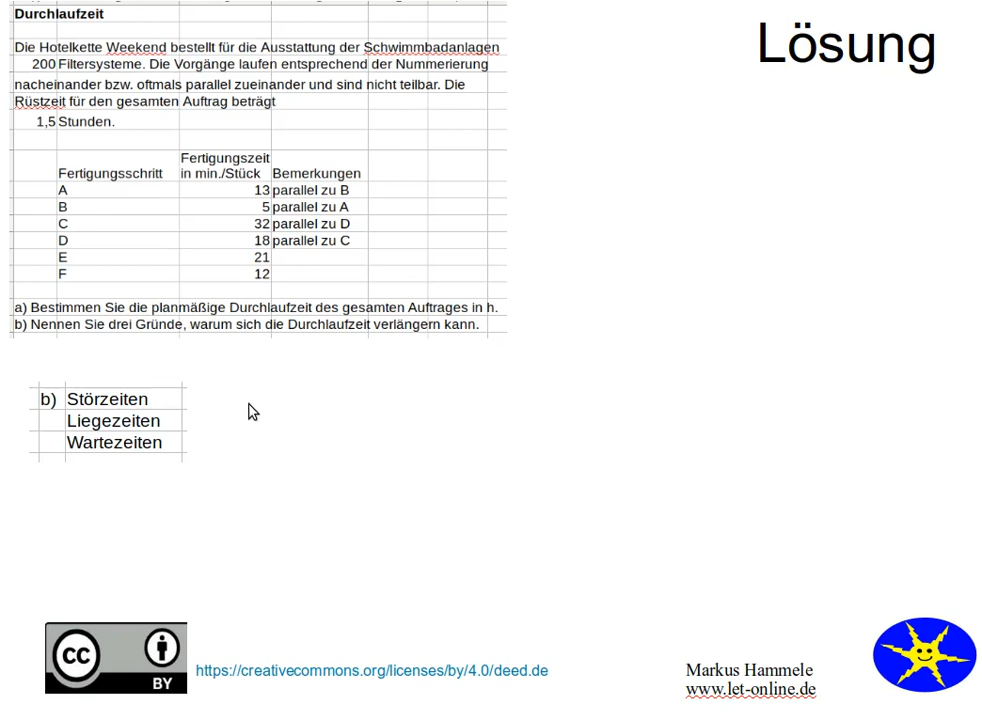 Durchlaufzeit
Lösung
Die Hotelkette Weekend bestellt für die Ausstattung der Schwimmbadanlagen
200 Filtersysteme. Die Vorgänge laufen entsprechend der Nummerierung
nacheinander bzw. oftmals parallel zueinander und sind nicht teilbar. Die
Rüstzeit für den gesamten Auftrag beträgt
1,5 Stunden.
Fertigungszeit
Fertigungsschritt in min./Stück Bemerkungen
A 13 parallel zu B
B 5 parallel zu A
C 32 parallel zu D
D 18 parallel zu C
E 21
F 12
a) Bestimmen Sie die planmäßige Durchlaufzeit des gesamten Auftrages in h.
b) Nennen Sie drei Gründe, warum sich die Durchlaufzeit verlängern kann.
b) Störzeiten
Liegezeiten
Wartezeiten
cc
BY
https://creativecommons.org/licenses/by/4.0/deed.de
Markus Hammele
www.let-online.de